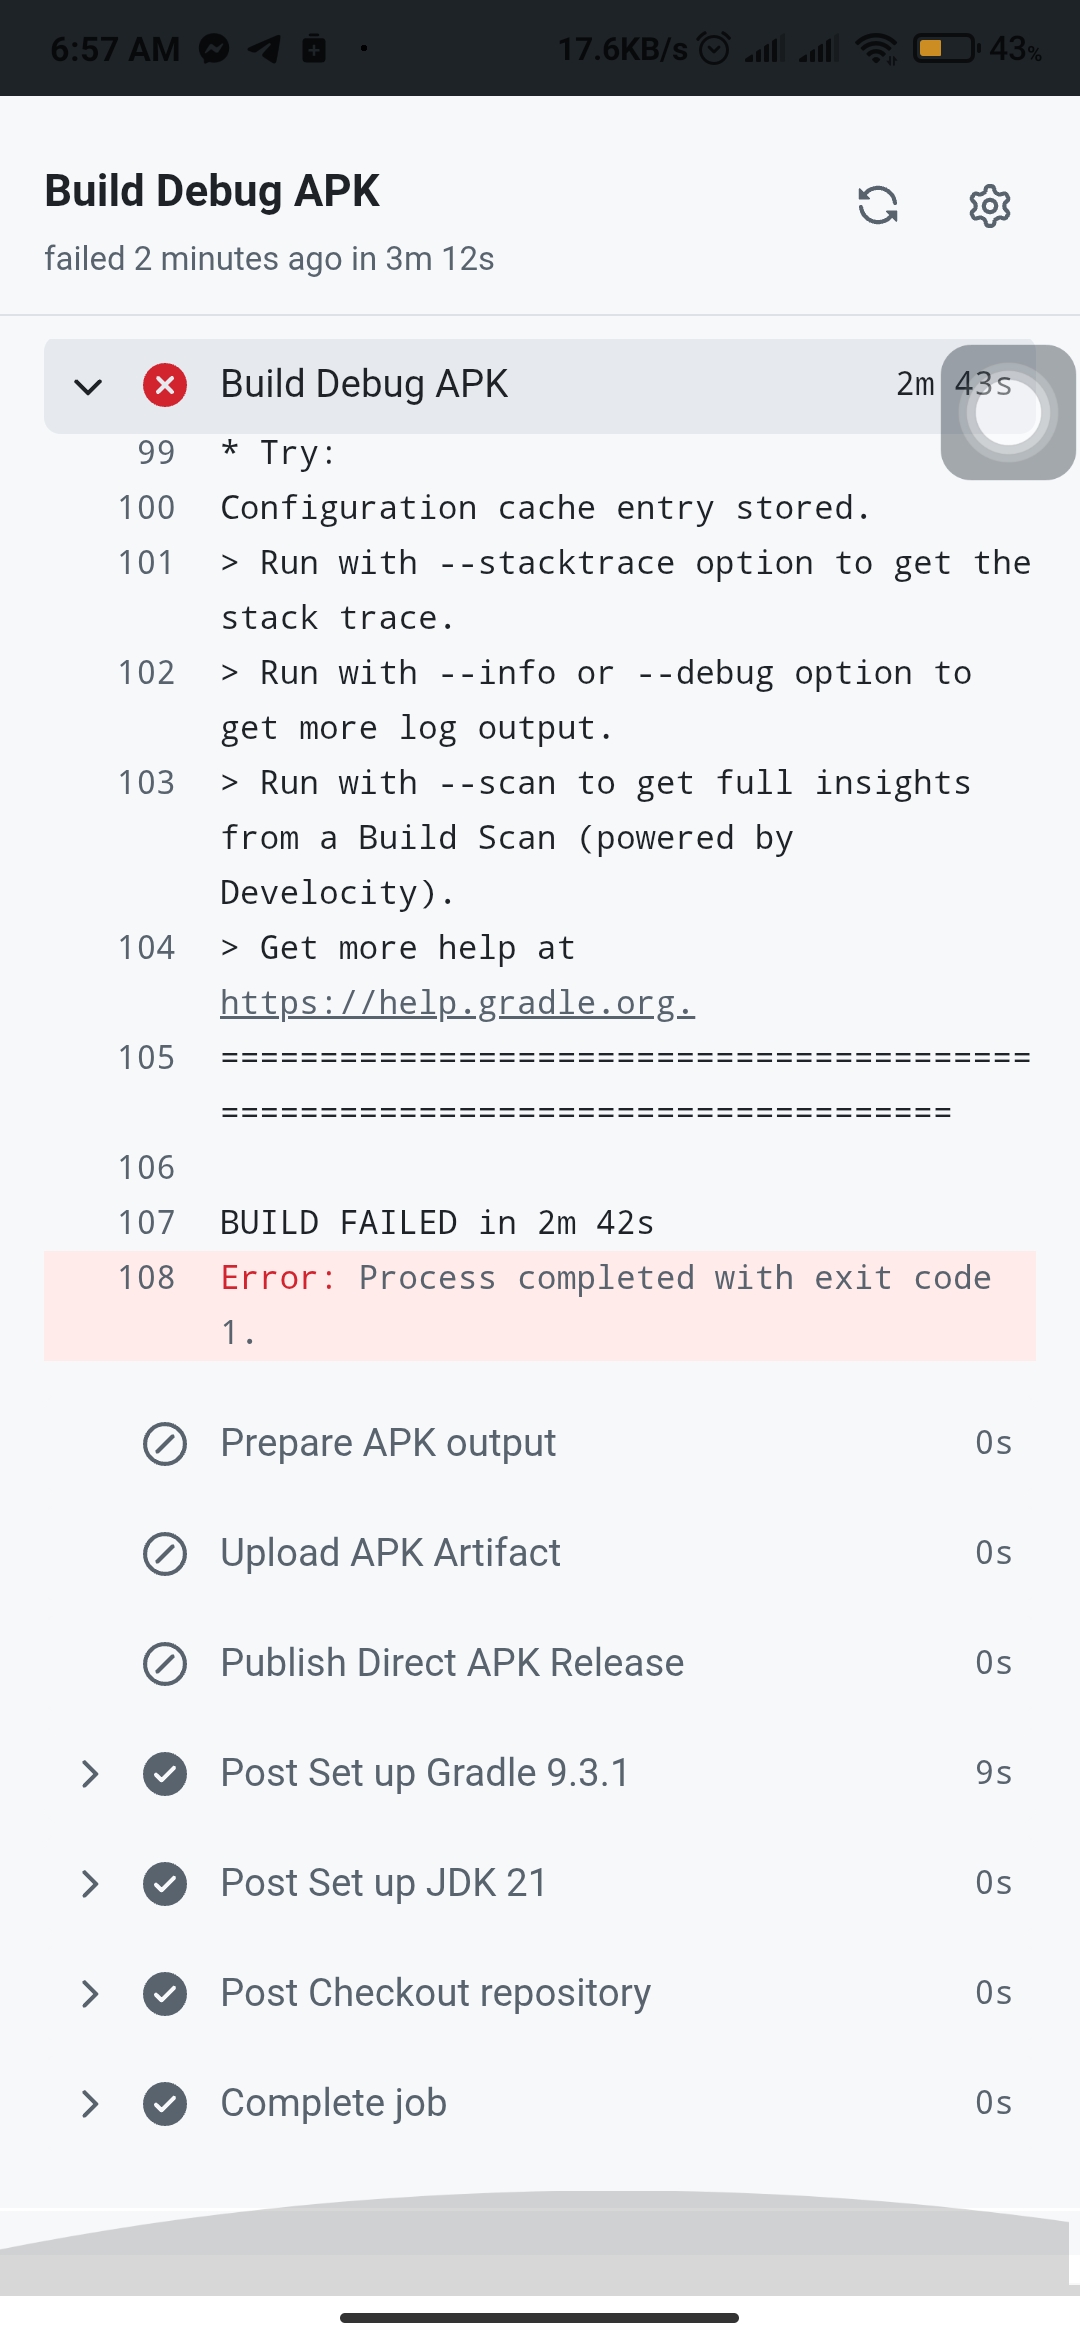 6:57 AM
17.6KB/s
43%
Build Debug APK
failed 2 minutes ago in 3m 12s
Build Debug APK
2m 43s
99 * Try:
100 Configuration cache entry stored.
101 > Run with --stacktrace option to get the
stack trace.
102 > Run with --info or --debug option to
get more log output.
103 > Run with --scan to get full insights
from a Build Scan (powered by
Develocity).
104 > Get more help at
https://help.gradle.org.
105 =========================================
=====================================
106
107 BUILD FAILED in 2m 42s
108 Error: Process completed with exit code
1.
Prepare APK output 0s
Upload APK Artifact 0s
Publish Direct APK Release 0s
Post Set up Gradle 9.3.1 9s
Post Set up JDK 21 0s
Post Checkout repository 0s
Complete job 0s